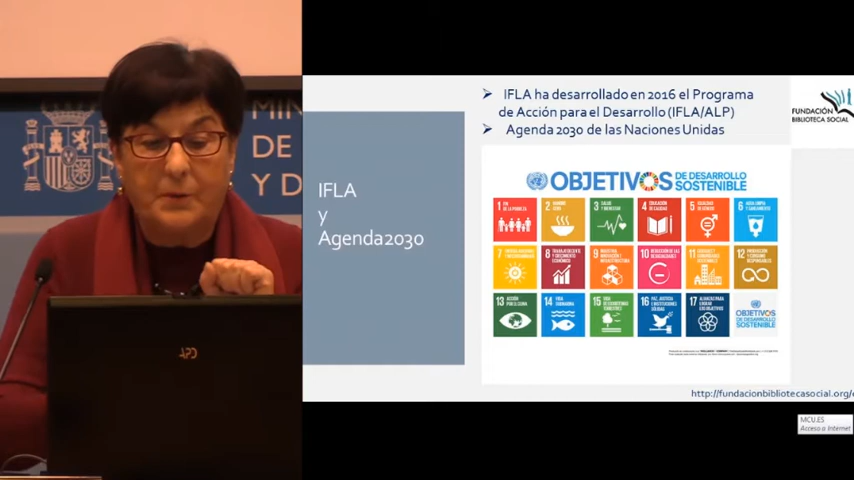 MIN
DE
Y D
APD
IFLA
y
Agenda2030
IFLA ha desarrollado en 2016 el Programa
de Acción para el Desarrollo (IFLA/ALP)
Agenda 2030 de las Naciones Unidas
FUNDACIÓN
BIBLIOTECA SOCIAL
OBJETIVOS DE DESARROLLO
SOSTENIBLE
1 FIN
DE LA POBREZA
2 HAMBRE
CERO
3 SALUD
Y BIENESTAR
4 EDUCACIÓN
DE CALIDAD
5 IGUALDAD
DE GÉNERO
6 AGUA LIMPIA
Y SANEAMIENTO
7
8 TRABAJO DECENTE
Y CRECIMIENTO
ECONÓMICO
9 INDUSTRIA,
INNOVACIÓN E
INFRAESTRUCTURA
10 REDUCCIÓN DE LAS
DESIGUALDADES
11 CIUDADES Y
COMUNIDADES
SOSTENIBLES
12 PRODUCCIÓN
Y CONSUMO
RESPONSABLES
13 ACCIÓN
POR EL CLIMA
14 VIDA
SUBMARINA
15 VIDA
DE ECOSISTEMAS
TERRESTRES
16 PAZ, JUSTICIA
E INSTITUCIONES
SÓLIDAS
17 ALIANZAS PARA
LOGRAR
LOS OBJETIVOS
OBJETIVOS
DE DESARROLLO
SOSTENIBLE
http://fundacionbibliotecasocial.org/
MCU.ES
Acceso a Internet